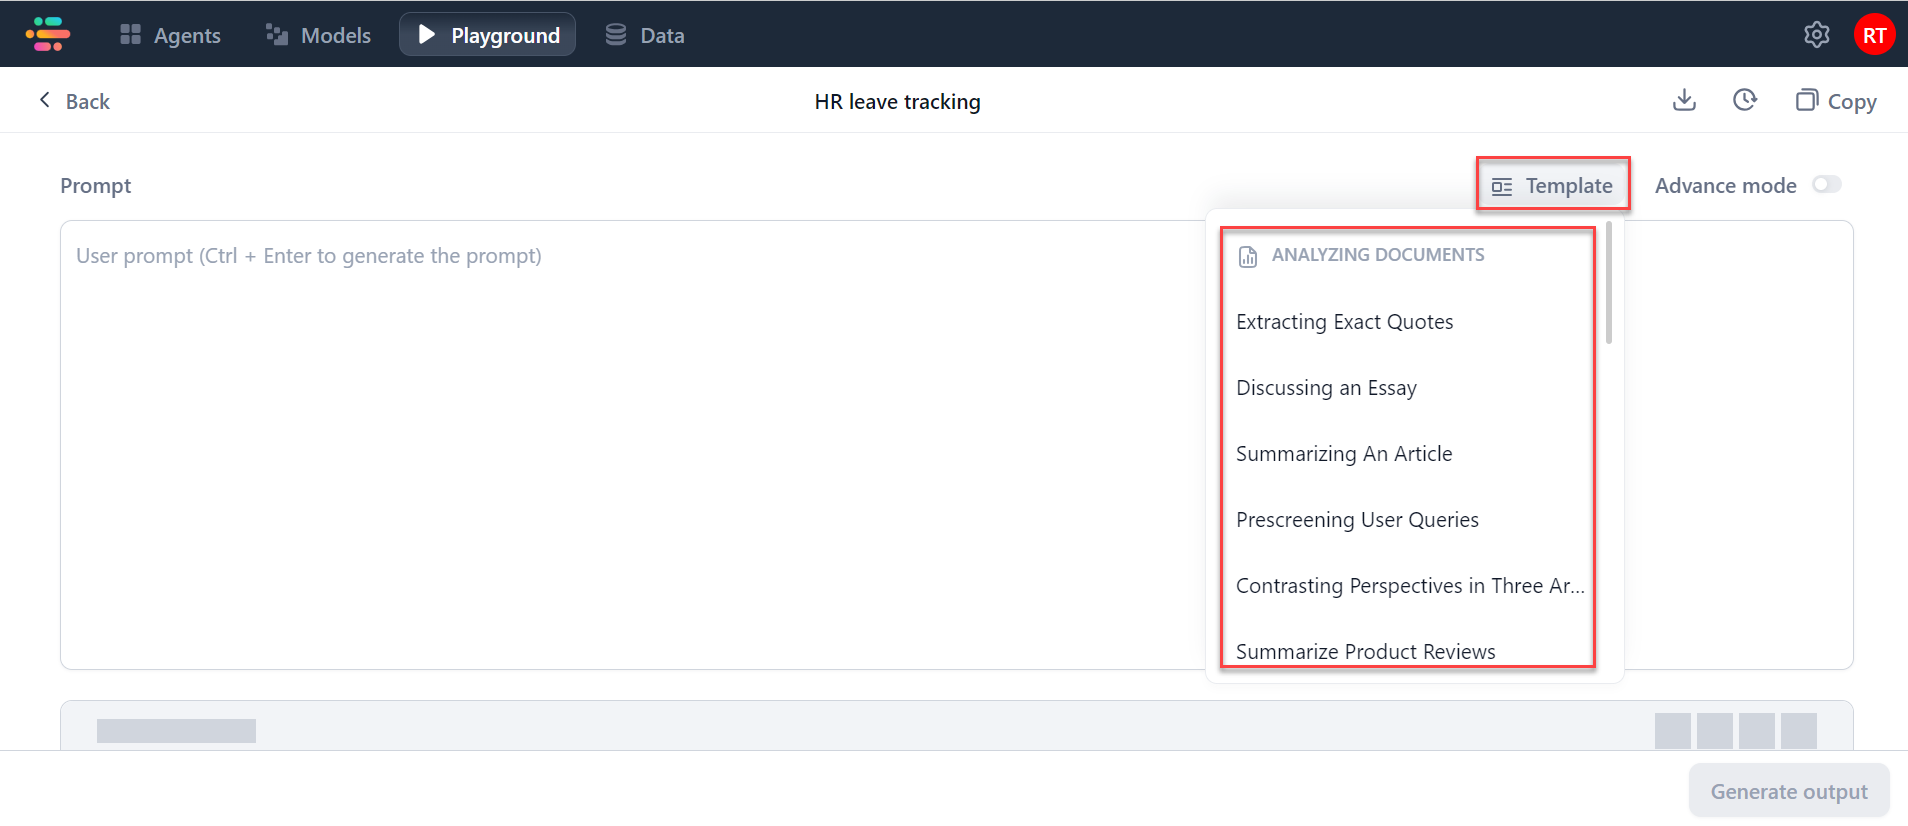 Agents Models Playground Data RT
Back HR leave tracking Copy
Prompt Template Advance mode
User prompt (Ctrl + Enter to generate the prompt)
ANALYZING DOCUMENTS
Extracting Exact Quotes
Discussing an Essay
Summarizing An Article
Prescreening User Queries
Contrasting Perspectives in Three Ar...
Summarize Product Reviews
Generate output